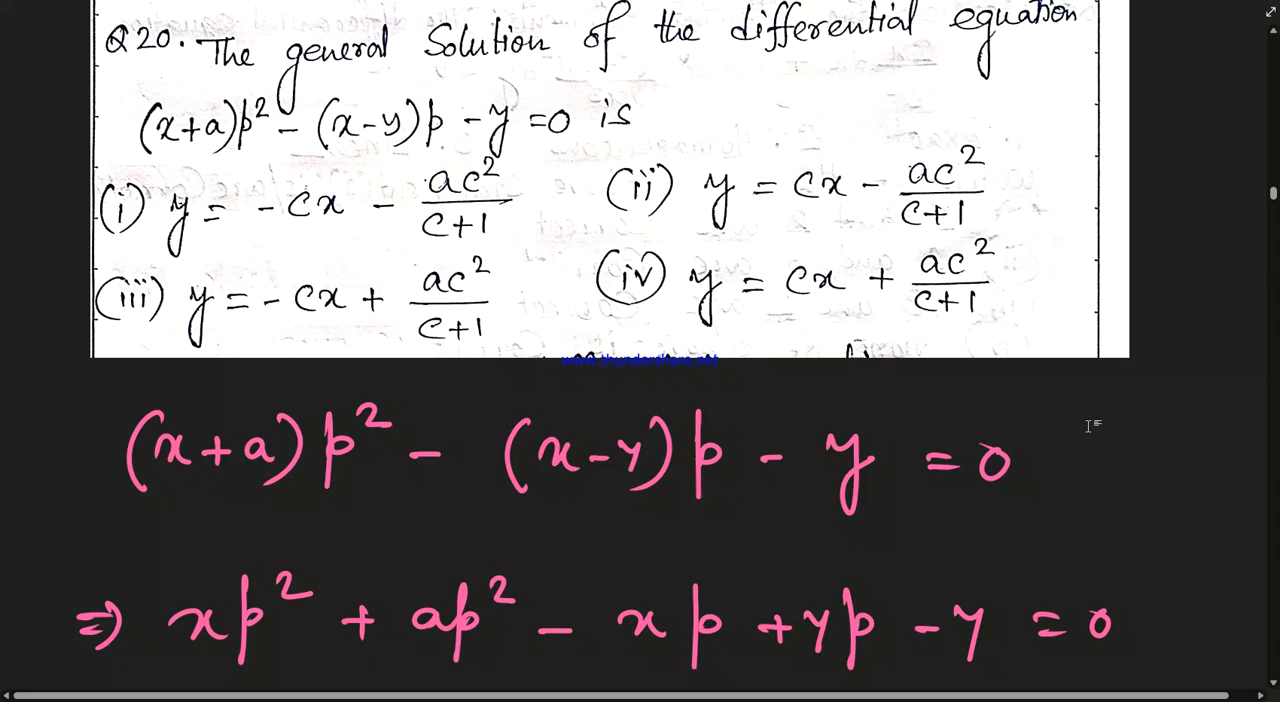 Q20. The general Solution of the differential equation
(x+a)p² - (x-y)p - y = 0 is
(i) y = - cx - ac²/c+1 (ii) y = cx - ac²/c+1
(iii) y = - cx + ac²/c+1 (iv) y = cx + ac²/c+1
(x+a)p² - (x-y)p - y = 0
⇒ xp² + ap² - xp + yp - y = 0